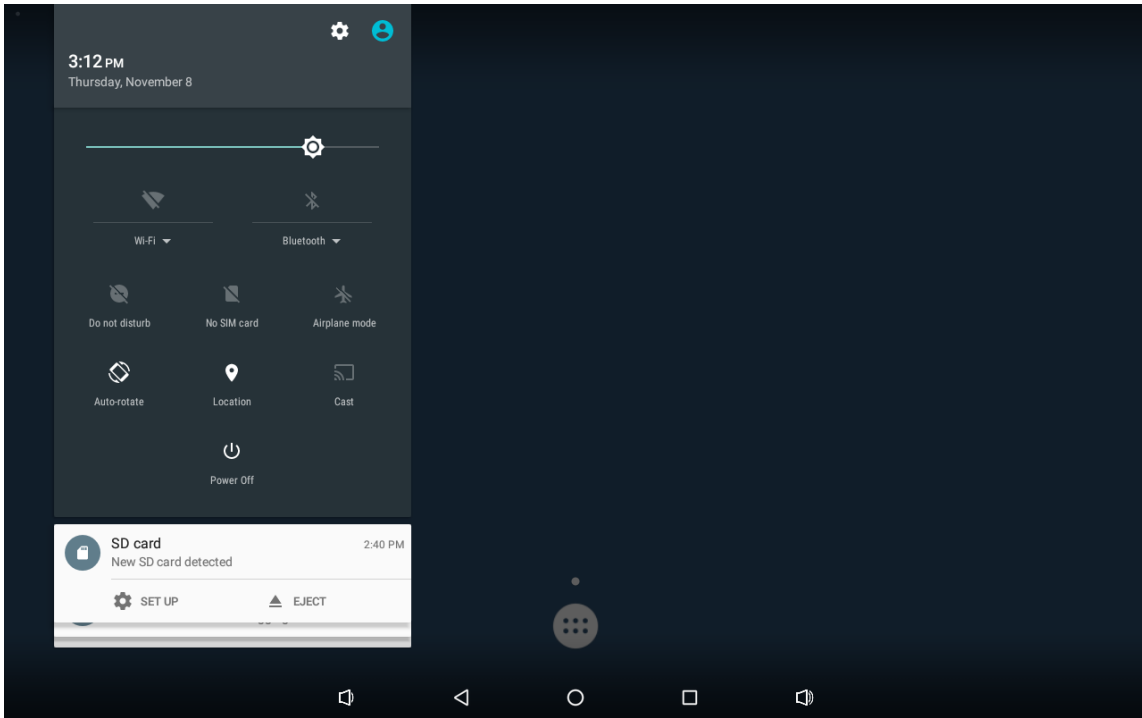 3:12 PM
Thursday, November 8
Wi-Fi
Bluetooth
Do not disturb
No SIM card
Airplane mode
Auto-rotate
Location
Cast
Power Off
SD card
2:40 PM
New SD card detected
SET UP
EJECT